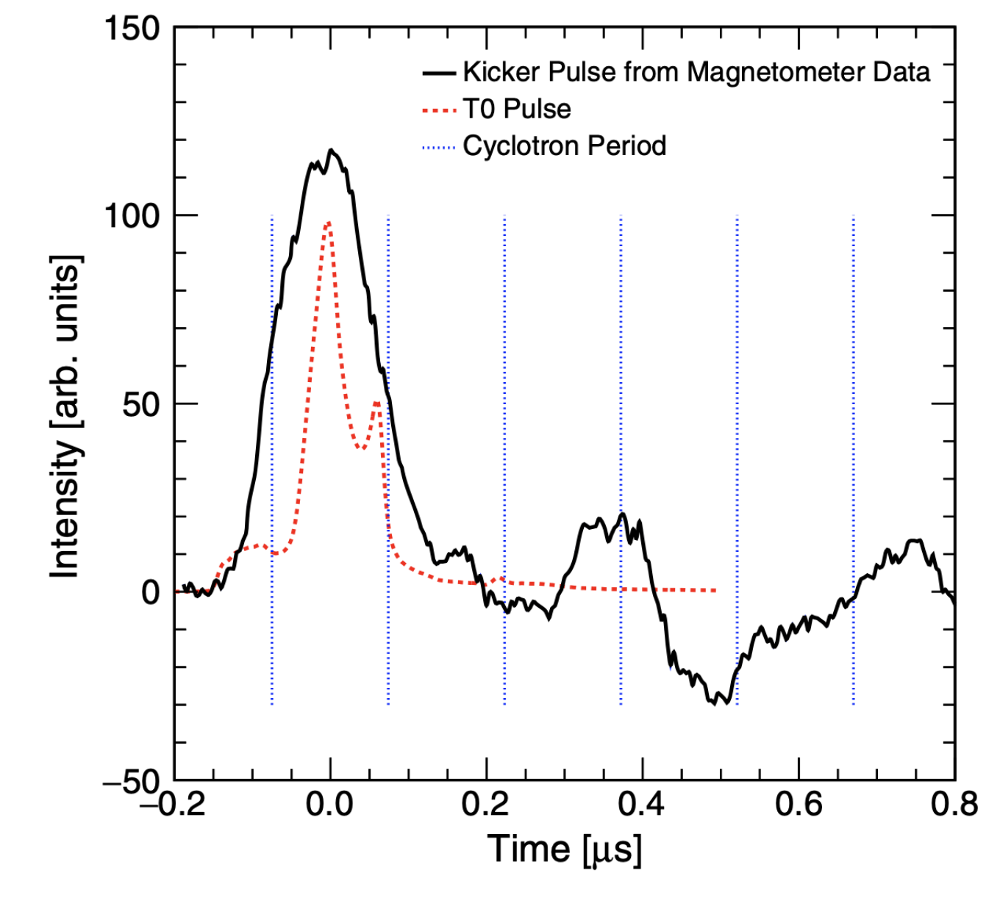 150
Kicker Pulse from Magnetometer Data
T0 Pulse
Cyclotron Period
100
50
0
−50
Intensity [arb. units]
−0.2 0.0 0.2 0.4 0.6 0.8
Time [μs]